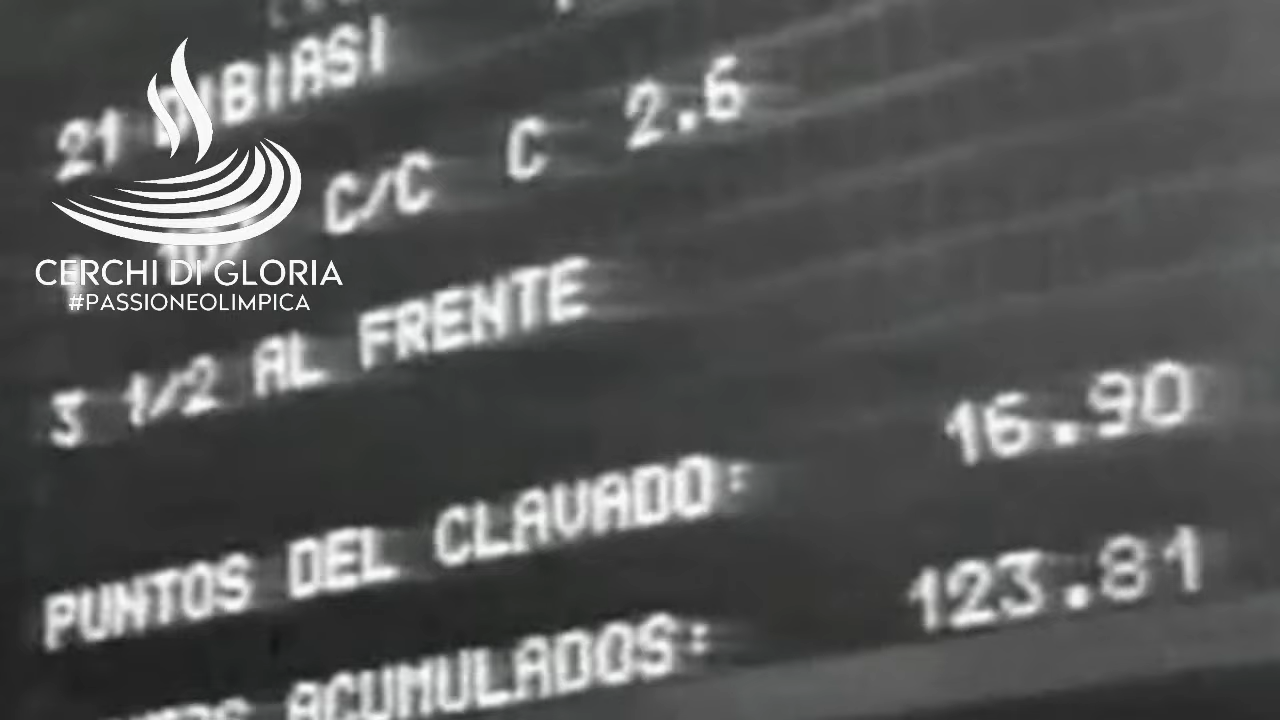 21 DIBIASI
C/C C 2.6
CERCHI DI GLORIA
#PASSIONEOLIMPICA
3 1/2 AL FRENTE
PUNTOS DEL CLAVADO: 16.90
ACUMULADOS: 123.81